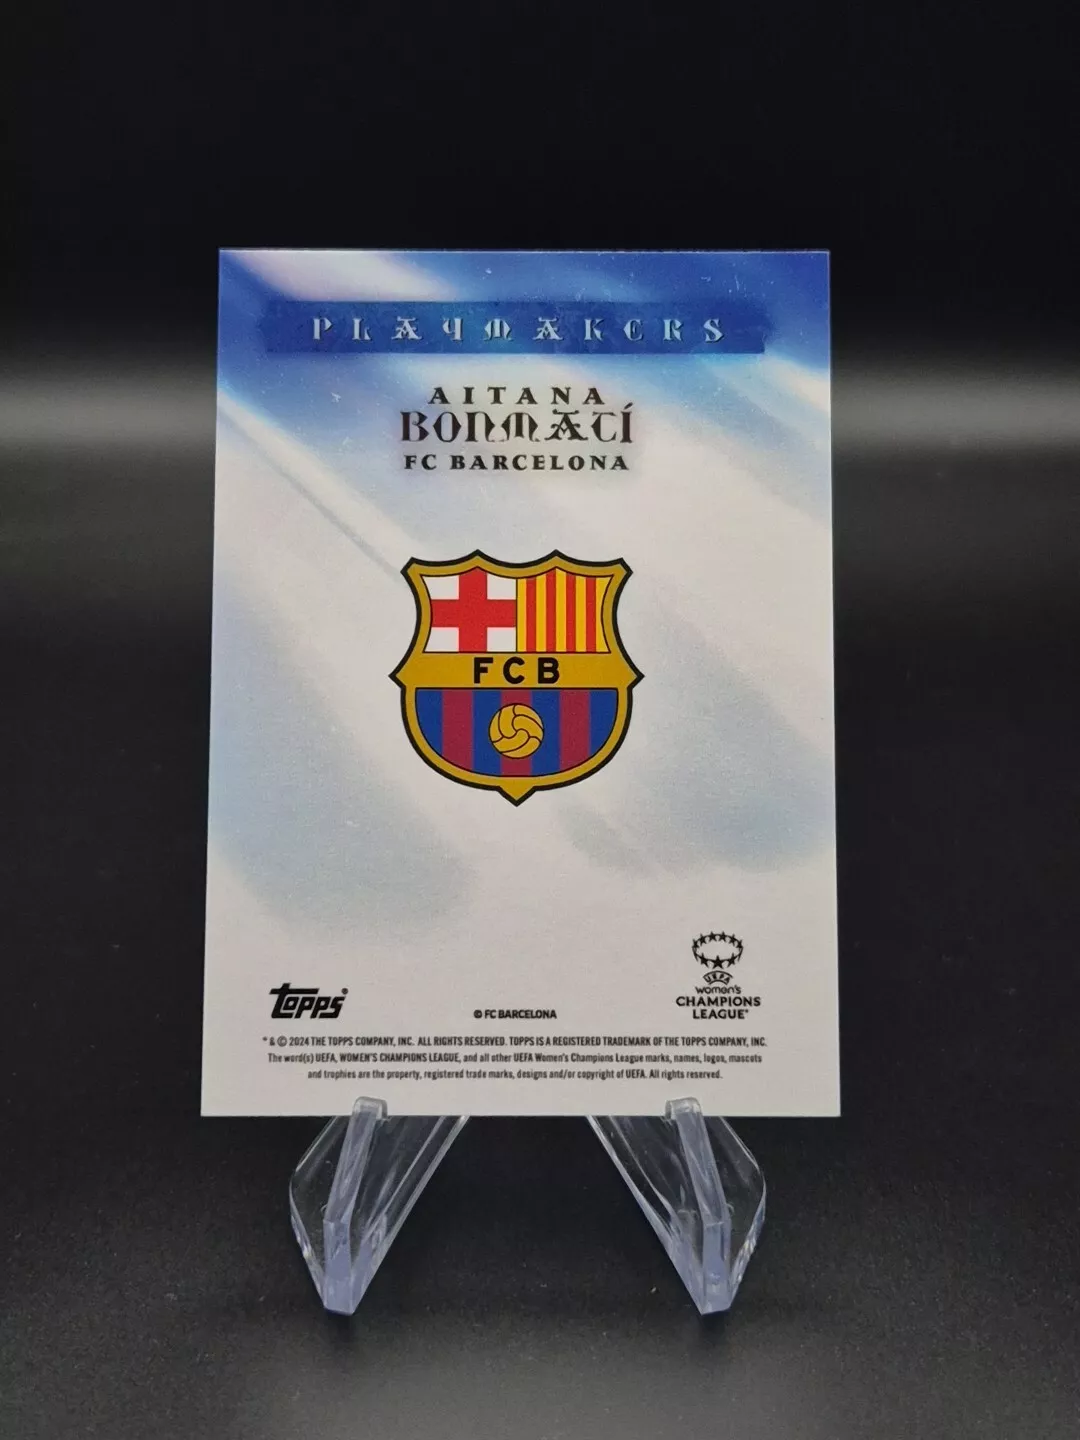 PLAYMAKERS
AITANA
BONMATÍ
FC BARCELONA
FCB
UEFA
women's
CHAMPIONS
LEAGUE
topps®
© FC BARCELONA
* & © 2024 THE TOPPS COMPANY, INC. ALL RIGHTS RESERVED. TOPPS IS A REGISTERED TRADEMARK OF THE TOPPS COMPANY, INC.
The word(s) UEFA, WOMEN'S CHAMPIONS LEAGUE, and all other UEFA Women's Champions League marks, names, logos, mascots
and trophies are the property, registered trade marks, designs and/or copyright of UEFA. All rights reserved.